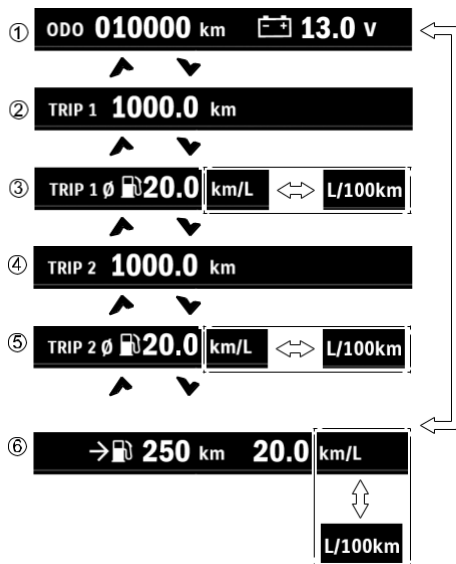 ① ODO 010000 km 13.0 V
② TRIP 1 1000.0 km
③ TRIP 1 Ø 20.0 km/L L/100km
④ TRIP 2 1000.0 km
⑤ TRIP 2 Ø 20.0 km/L L/100km
⑥ 250 km 20.0 km/L
L/100km